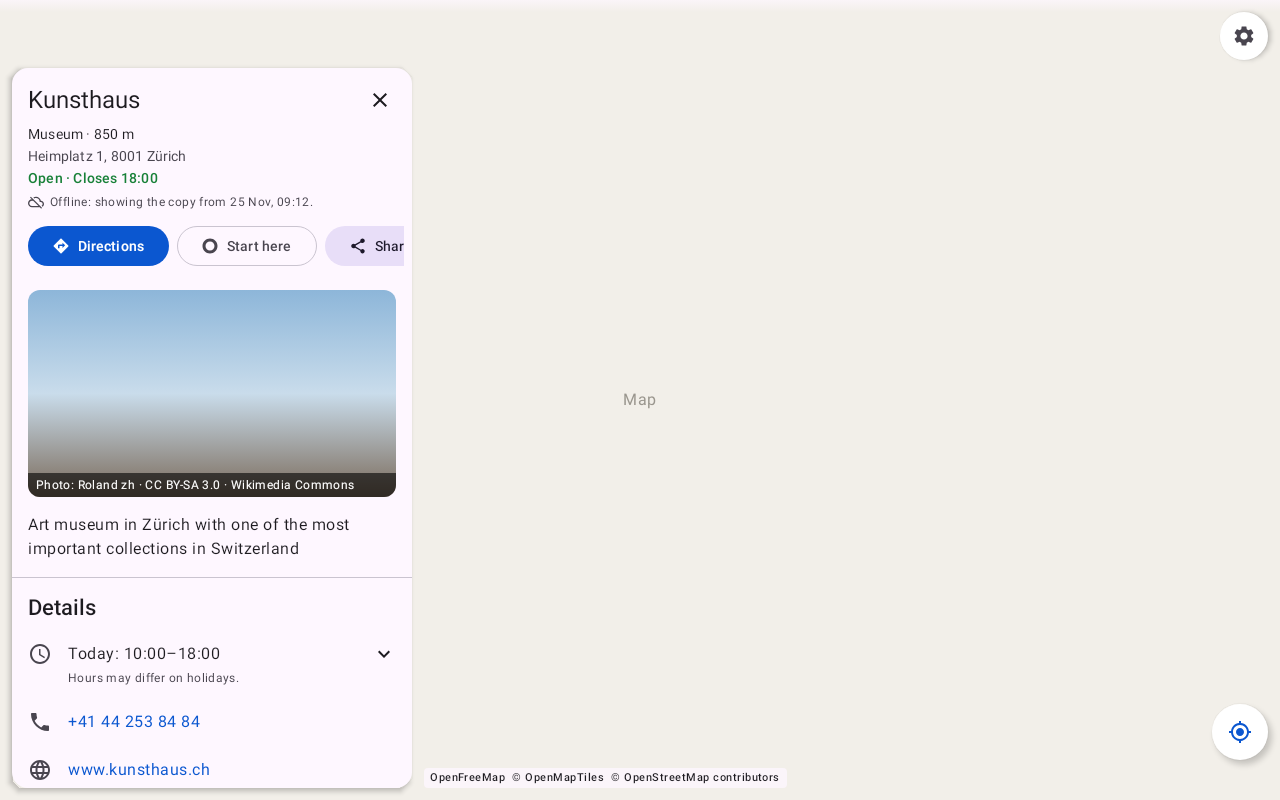 Kunsthaus
Museum · 850 m
Heimplatz 1, 8001 Zürich
Open · Closes 18:00
Offline: showing the copy from 25 Nov, 09:12.
Directions
Start here
Shar
Photo: Roland zh · CC BY-SA 3.0 · Wikimedia Commons
Art museum in Zürich with one of the most
important collections in Switzerland
Details
Today: 10:00–18:00
Hours may differ on holidays.
+41 44 253 84 84
www.kunsthaus.ch
Map
OpenFreeMap © OpenMapTiles © OpenStreetMap contributors